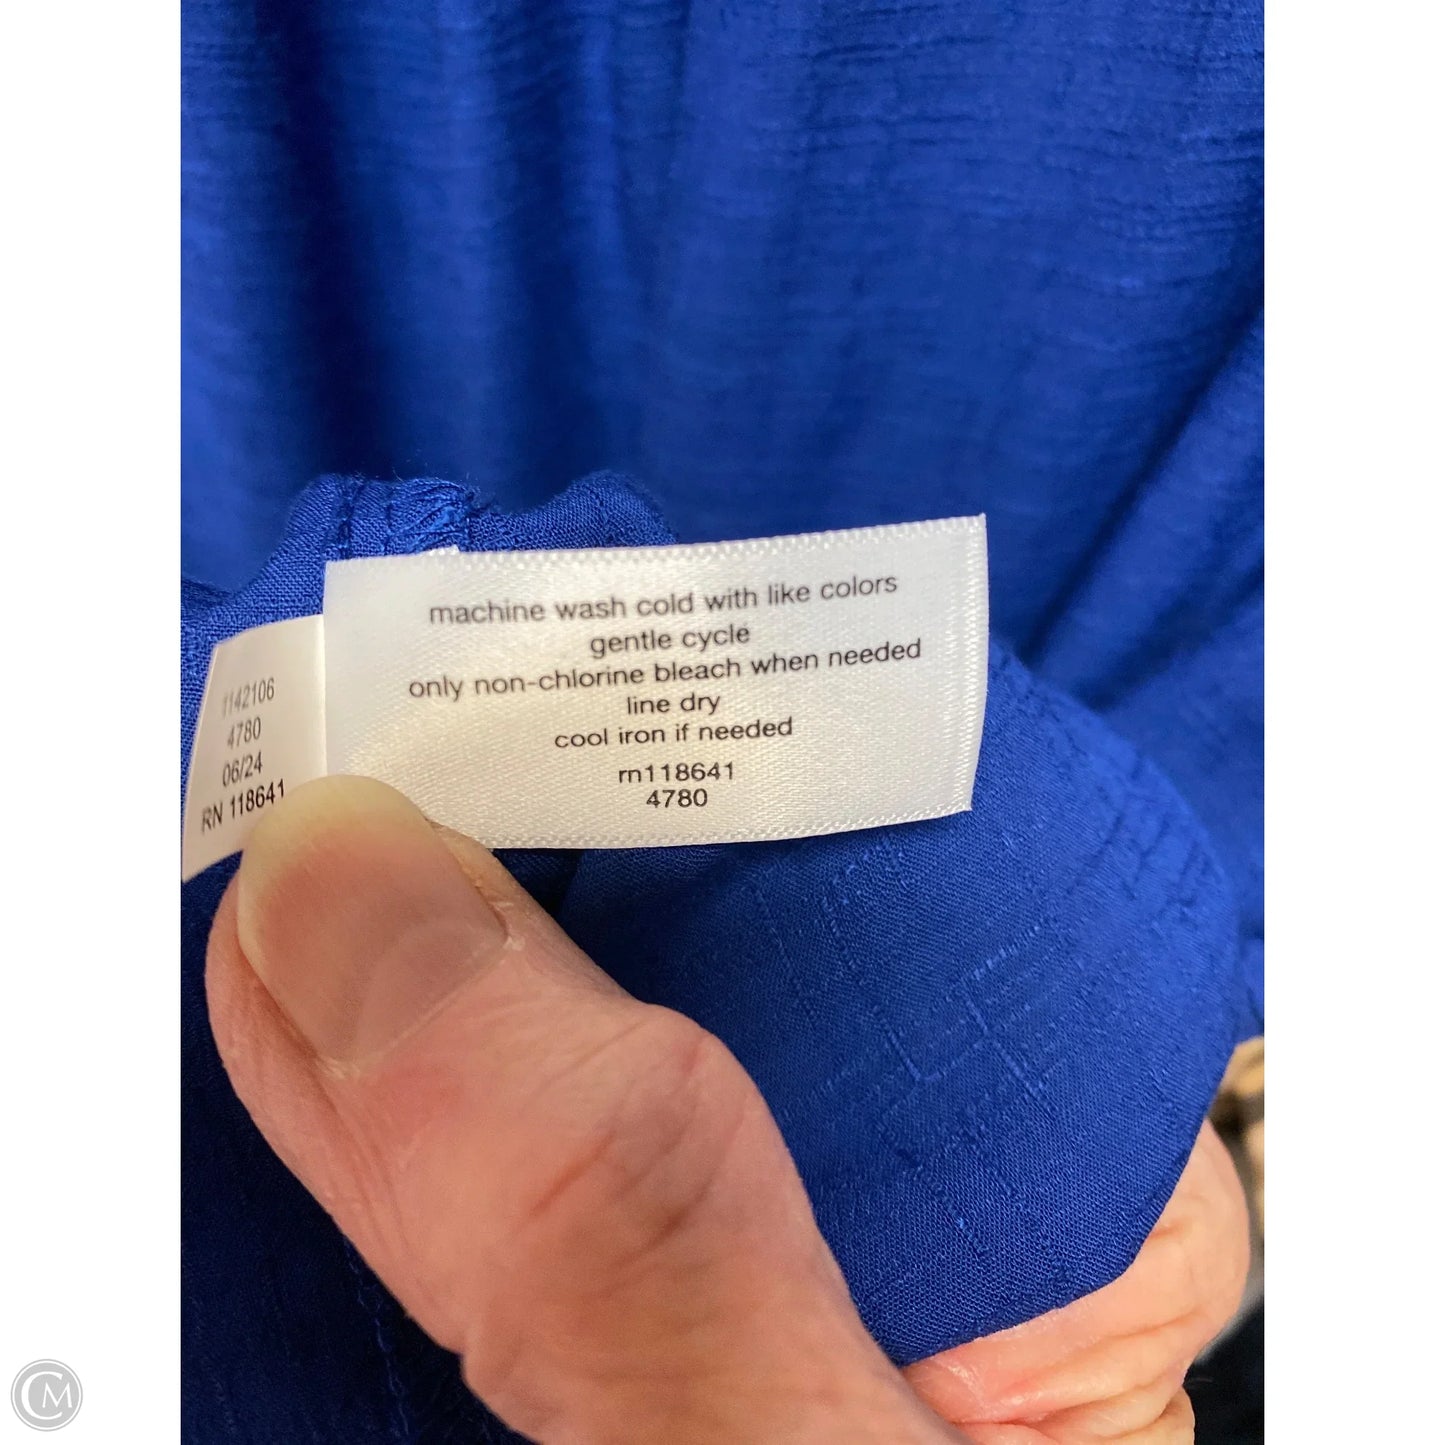 machine wash cold with like colors
gentle cycle
only non-chlorine bleach when needed
line dry
cool iron if needed
rn118641
4780
1142106
4780
06/24
RN 118641
CM